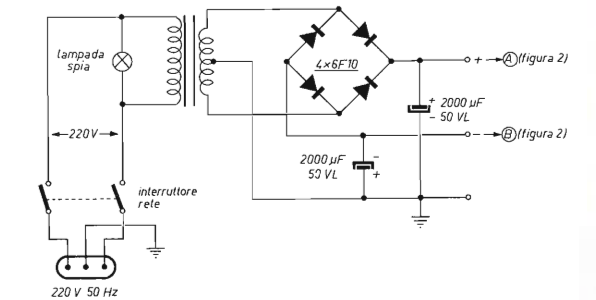 lampada
spia
4×6F10
+ → A (figura 2)
+ 2000 µF
− 50 VL
←220V→
− → B (figura 2)
2000 µF −
50 VL +
interruttore
rete
220 V 50 Hz